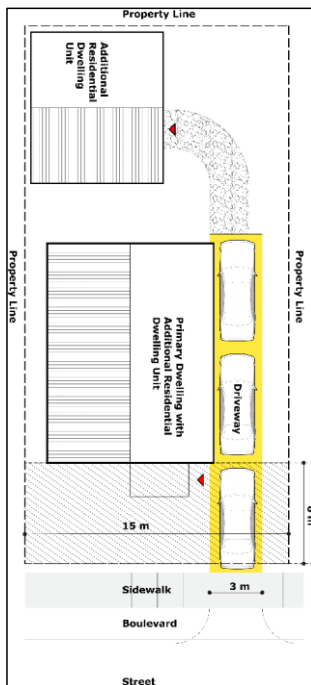 Property Line
Additional
Residential
Dwelling
Unit
Property Line
Property Line
Primary Dwelling with
Additional Residential
Dwelling Unit
Driveway
15 m
3 m
Sidewalk
Boulevard
Street